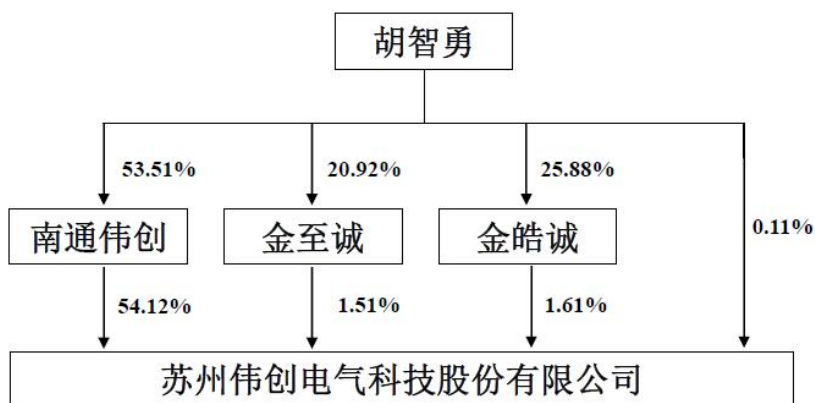 胡智勇
53.51%
20.92%
25.88%
南通伟创
金至诚
金皓诚
0.11%
54.12%
1.51%
1.61%
苏州伟创电气科技股份有限公司